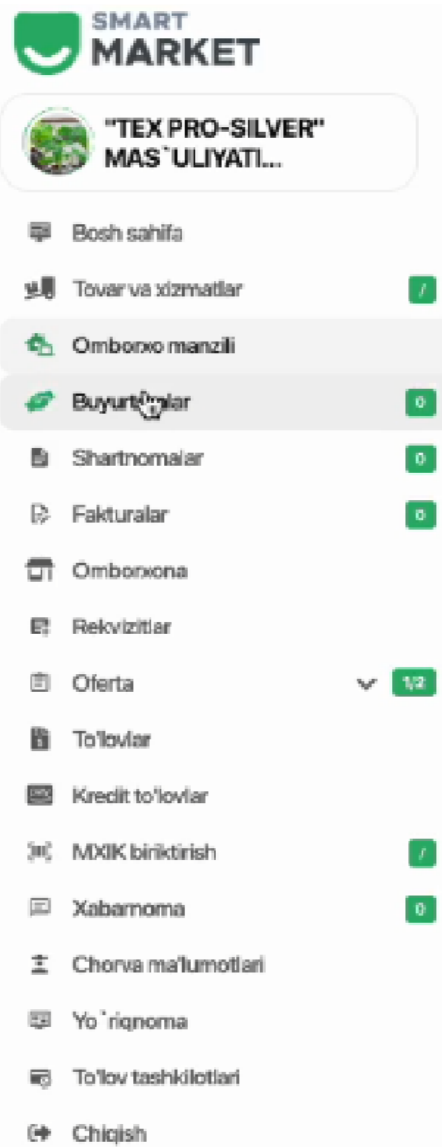 SMART
MARKET
"TEX PRO-SILVER"
MAS`ULIYATI...
Bosh sahifa
Tovar va xizmatlar /
Omborxo manzili
Buyurtmalar 0
Shartnomalar 0
Fakturalar 0
Omborxona
Rekvizitlar
Oferta 1/2
To'lovlar
Kredit to'lovlar
MXIK biriktirish /
Xabarnoma 0
Chorva ma'lumotlari
Yo`riqnoma
To'lov tashkilotlari
Chiqish